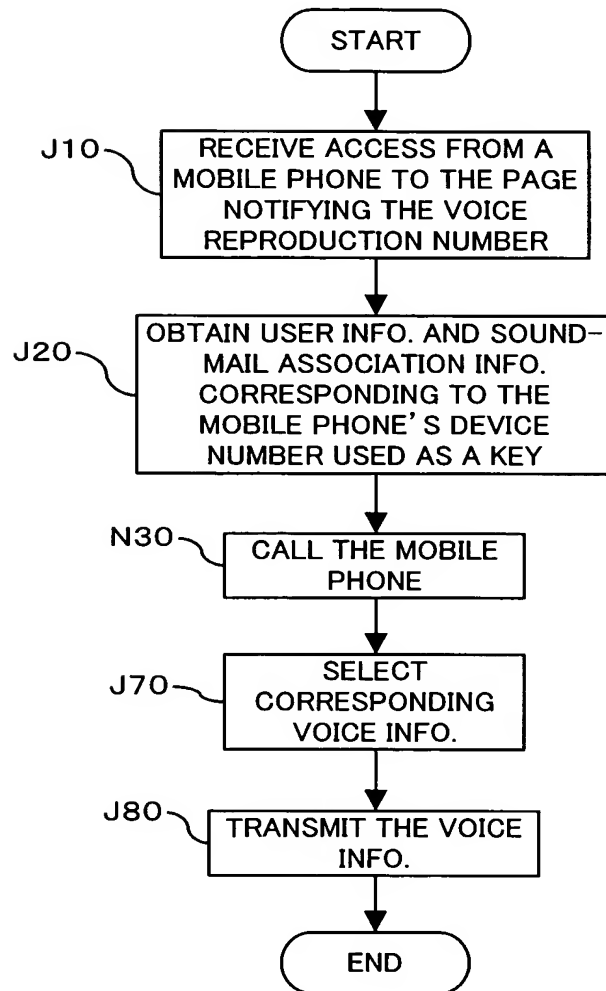 START
J10
RECEIVE ACCESS FROM A
MOBILE PHONE TO THE PAGE
NOTIFYING THE VOICE
REPRODUCTION NUMBER
J20
OBTAIN USER INFO. AND SOUND-
MAIL ASSOCIATION INFO.
CORRESPONDING TO THE
MOBILE PHONE'S DEVICE
NUMBER USED AS A KEY
N30
CALL THE MOBILE
PHONE
J70
SELECT
CORRESPONDING
VOICE INFO.
J80
TRANSMIT THE VOICE
INFO.
END